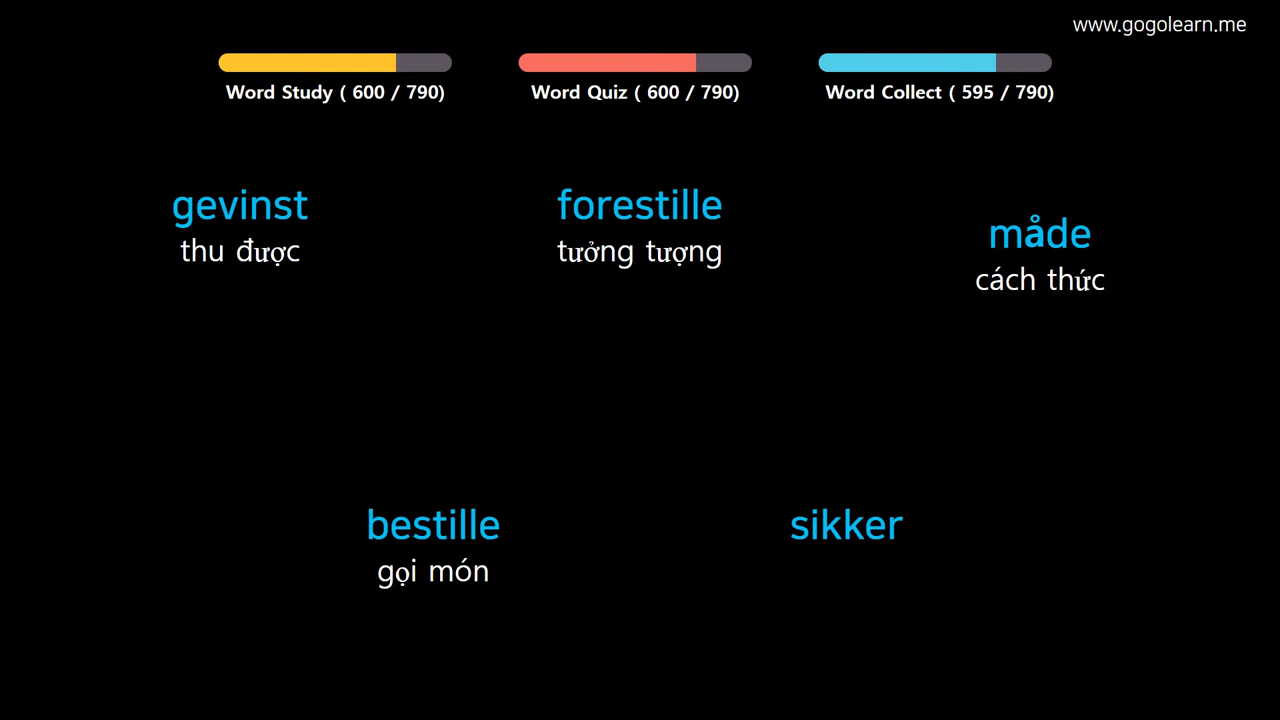 www.gogolearn.me
Word Study ( 600 / 790)
Word Quiz ( 600 / 790)
Word Collect ( 595 / 790)
gevinst
thu được
forestille
tưởng tượng
måde
cách thức
bestille
gọi món
sikker